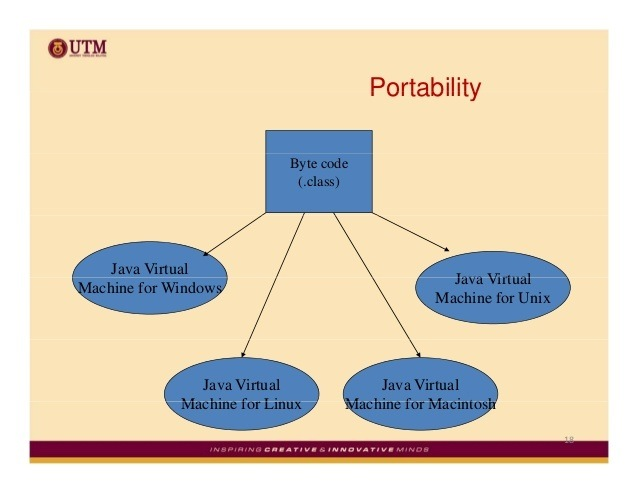 UTM
Portability
Byte code
(.class)
Java Virtual
Machine for Windows
Java Virtual
Machine for Unix
Java Virtual
Machine for Linux
Java Virtual
Machine for Macintosh
18
INSPIRING CREATIVE & INNOVATIVE MINDS